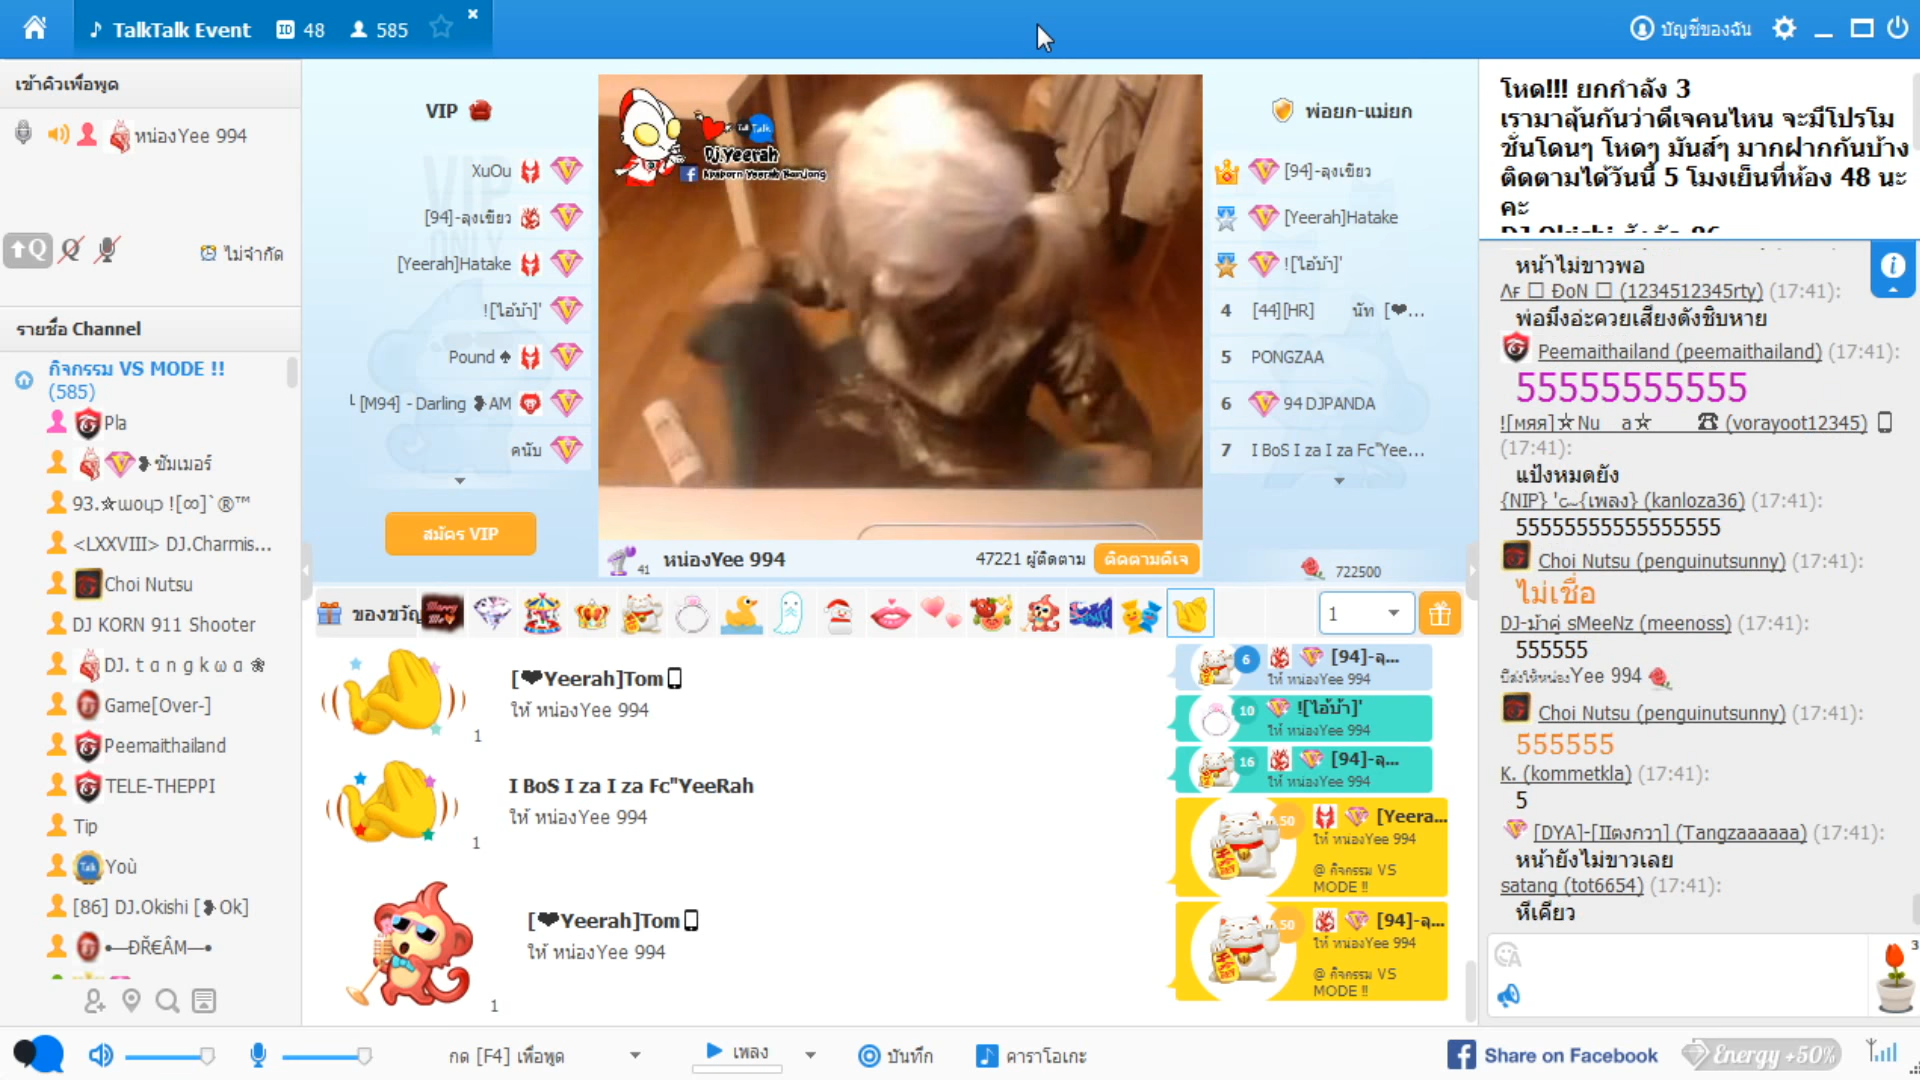 TalkTalk Event 48 585
บัญชีของฉัน
เข้าคิวเพื่อพูด
หน่องYee 994
Q
ไม่จำกัด
รายชื่อ Channel
กิจกรรม VS MODE !!
(585)
Pla
ซัมเมอร์
<LXXVIII> DJ.Charmis...
Choi Nutsu
DJ KORN 911 Shooter
Game[Over-]
Peemaithailand
TELE-THEPPI
Tip
Yoù
[86] DJ.Okishi [❥Ok]
VIP
XuOu
[94]-ลุงเขียว
[Yeerah]Hatake
!['ไอ้บ้า]'
Pound ♠
└ [M94] - Darling ❥AM
คนับ
สมัคร VIP
Dj.Yeerah
หน่องYee 994
41
47221 ผู้ติดตาม
ติดตามดีเจ
พ่อยก-แม่ยก
[94]-ลุงเขียว
[Yeerah]Hatake
!['ไอ้บ้า]'
4 [44][HR] นัท [❤...
5 PONGZAA
6 94 DJPANDA
7 I BoS I za I za Fc"Yee...
722500
ของขวัญ
1
[❤Yeerah]Tom
ให้ หน่องYee 994
1
I BoS I za I za Fc"YeeRah
ให้ หน่องYee 994
1
[❤Yeerah]Tom
ให้ หน่องYee 994
1
6 [94]-ลุ...
ให้ หน่องYee 994
10 !['ไอ้บ้า]'
ให้ หน่องYee 994
16 [94]-ลุ...
ให้ หน่องYee 994
[Yeera...
ให้ หน่องYee 994
@ กิจกรรม VS
MODE !!
[94]-ลุ...
ให้ หน่องYee 994
@ กิจกรรม VS
MODE !!
โหด!!! ยกกำลัง 3
เรามาลุ้นกันว่าดีเจคนไหน จะมีโปรโม
ชั่นโดนๆ โหดๆ มันส์ๆ มากฝากกันบ้าง
ติดตามได้วันนี้ 5 โมงเย็นที่ห้อง 48 นะ
คะ
หน้าไม่ขาวพอ
(1234512345rty) (17:41):
พ่อมึงอ่ะควยเสียงดังชิบหาย
Peemaithailand (peemaithailand) (17:41):
555555555555
(vorayoot12345)
(17:41):
แป้งหมดยัง
(kanloza36) (17:41):
55555555555555555
Choi Nutsu (penguinutsunny) (17:41):
ไม่เชื่อ
DJ-ม้าคู่ sMeeNz (meenoss) (17:41):
555555
Yee 994
Choi Nutsu (penguinutsunny) (17:41):
555555
K. (kommetkla) (17:41):
5
[DYA]-[IIตงกวา] (Tangzaaaaaa) (17:41):
หน้ายังไม่ขาวเลย
satang (tot6654) (17:41):
หีเคียว
3
กด [F4] เพื่อพูด
เพลง
บันทึก
คาราโอเกะ
Share on Facebook
Energy +50%